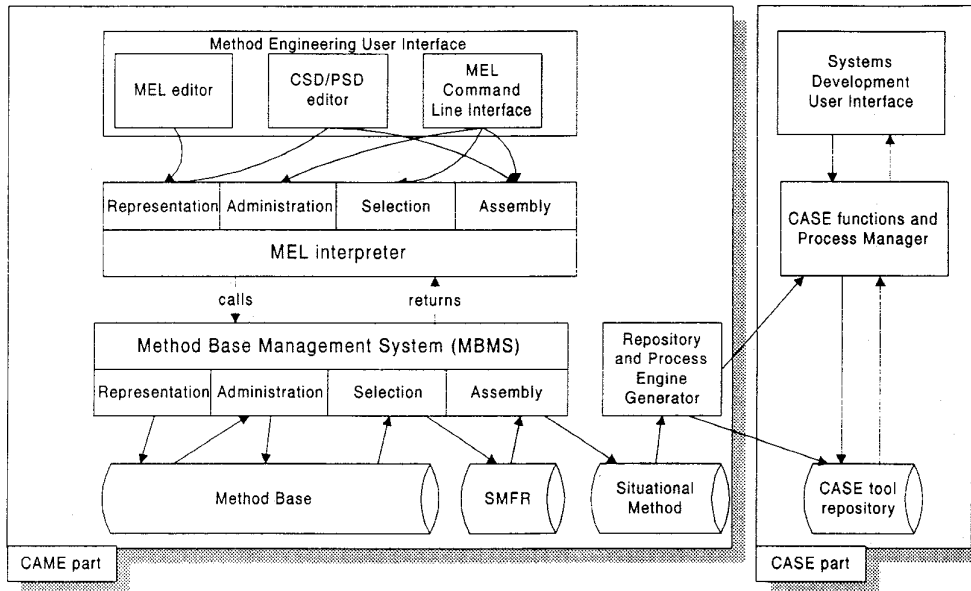 Method Engineering User Interface
MEL editor
CSD/PSD
editor
MEL
Command
Line Interface
Representation
Administration
Selection
Assembly
MEL interpreter
calls
returns
Method Base Management System (MBMS)
Representation
Administration
Selection
Assembly
Repository
and Process
Engine
Generator
Method Base
SMFR
Situational
Method
CAME part
Systems
Development
User Interface
CASE functions and
Process Manager
CASE tool
repository
CASE part